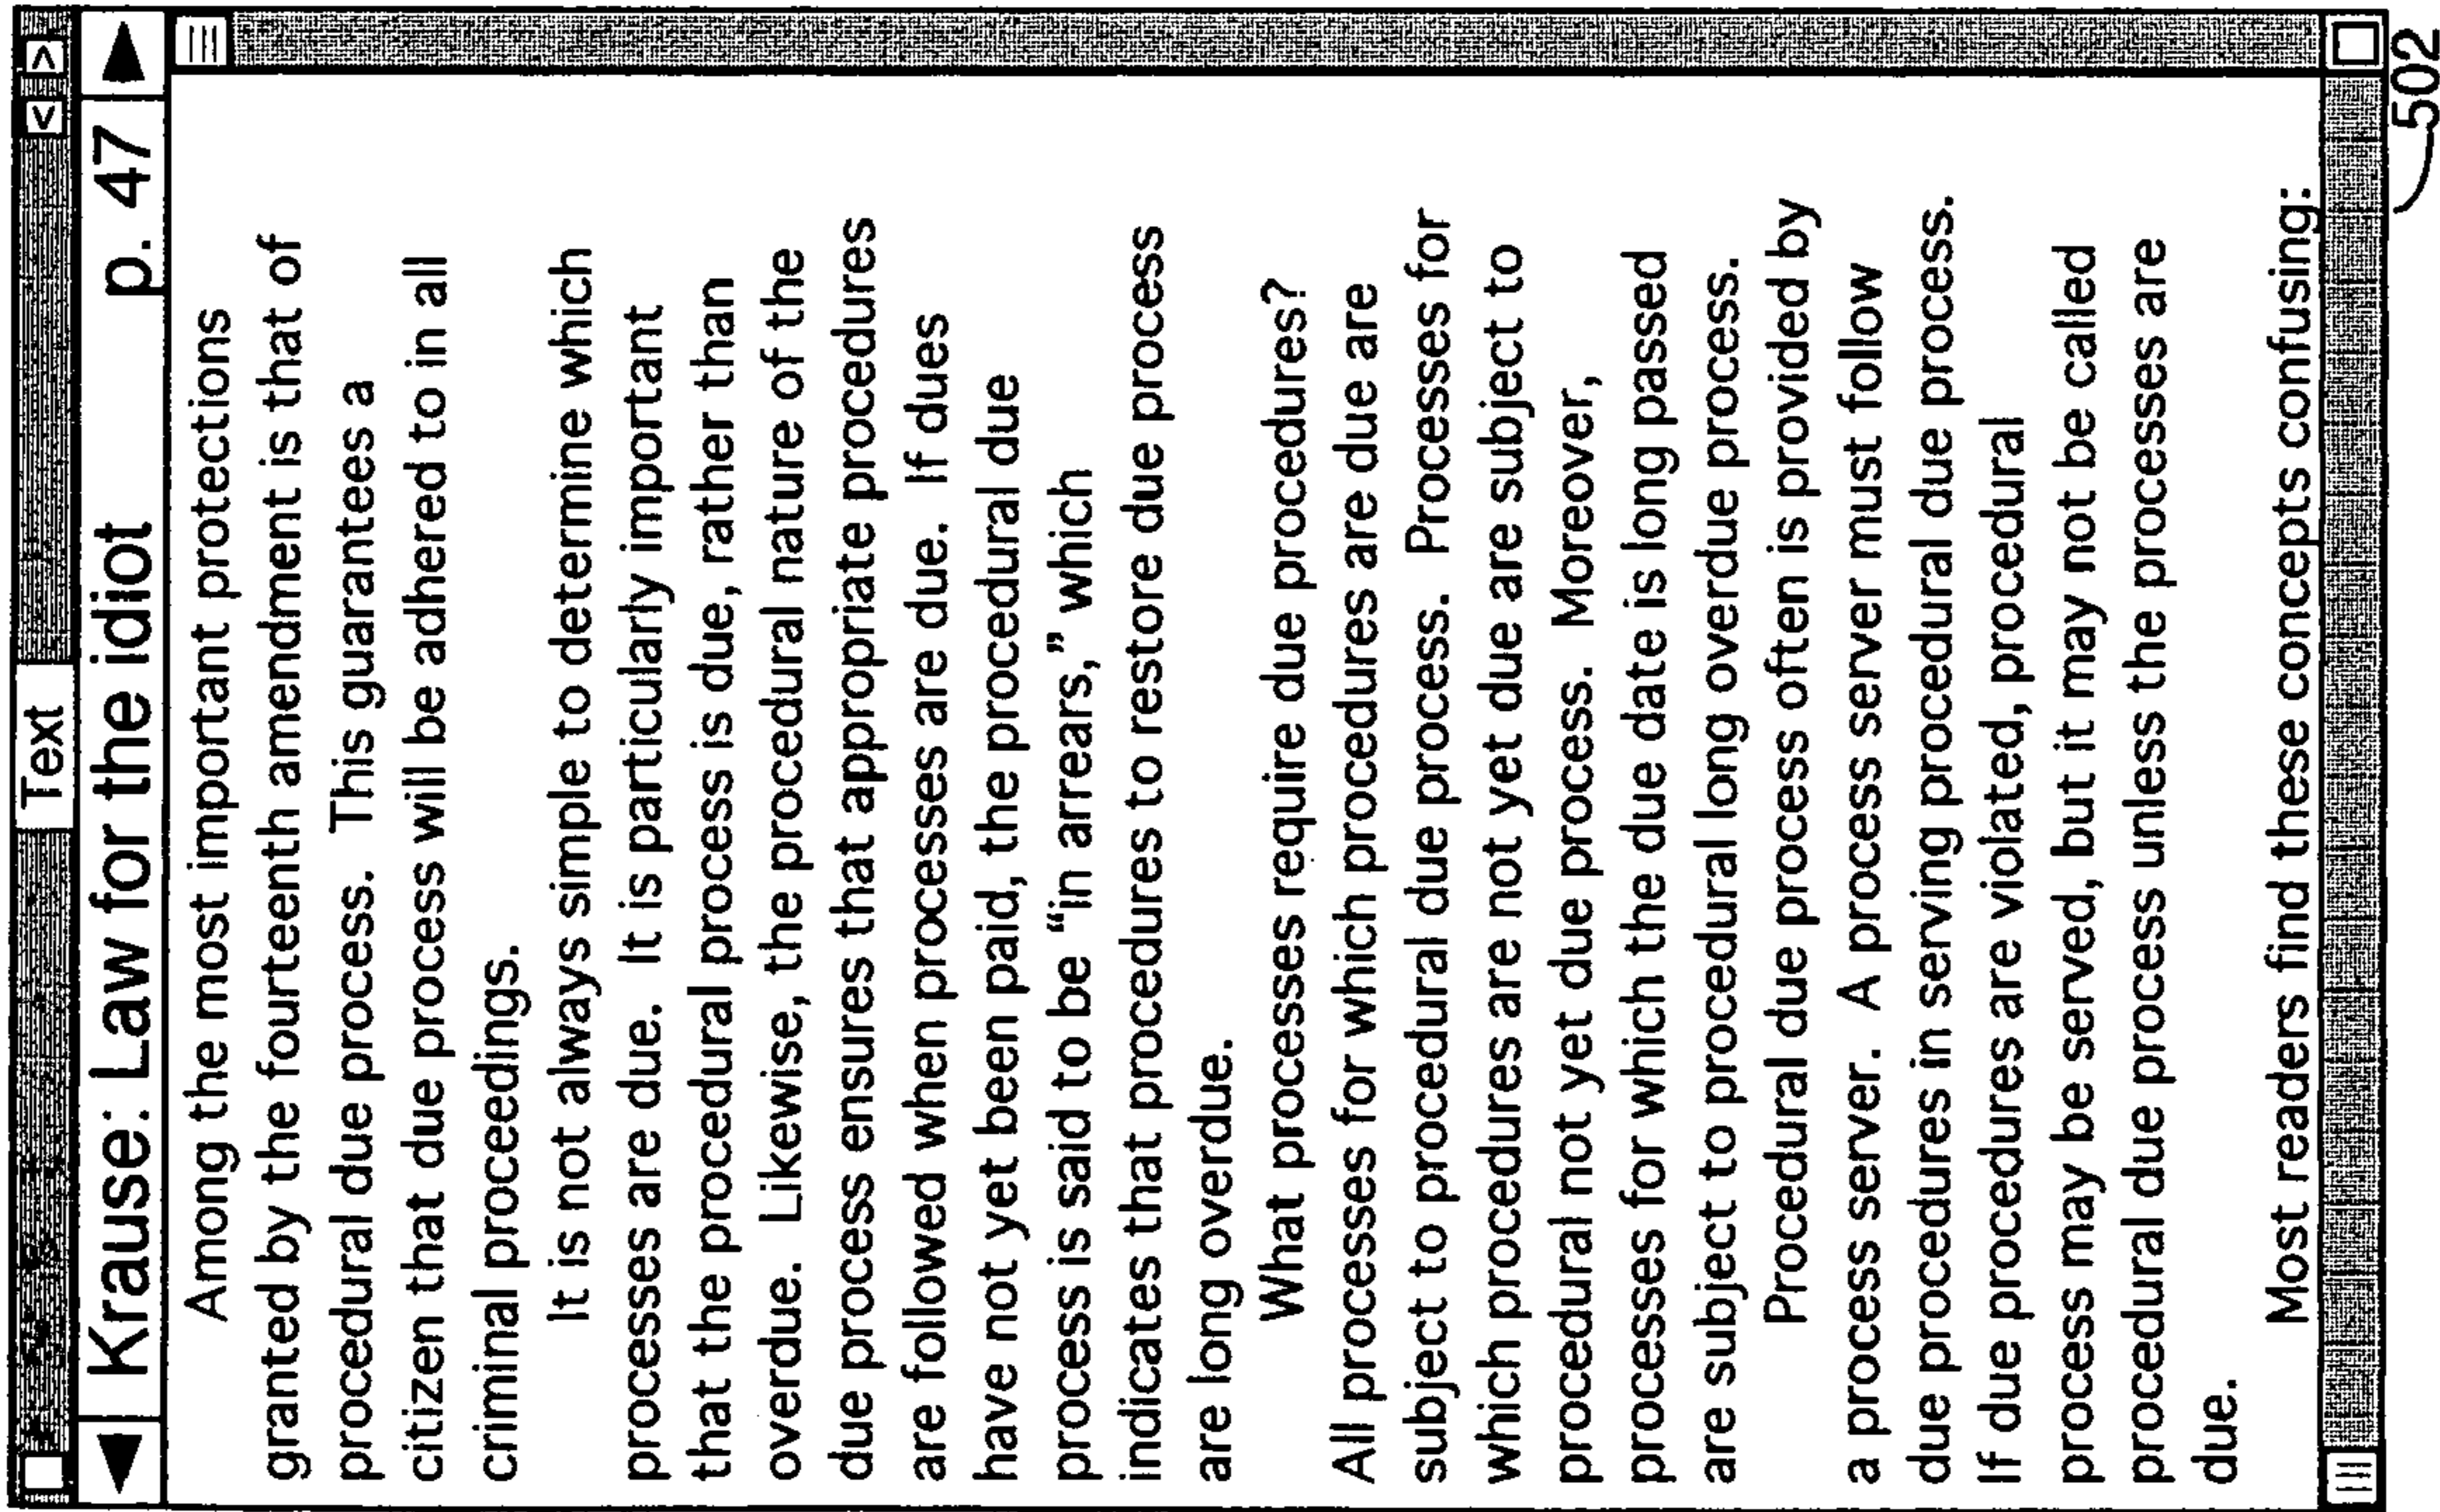 Text
< >
Krause: Law for the idiot p. 47
Among the most important protections
granted by the fourteenth amendment is that of
procedural due process. This guarantees a
citizen that due process will be adhered to in all
criminal proceedings.
It is not always simple to determine which
processes are due. It is particularly important
that the procedural process is due, rather than
overdue. Likewise, the procedural nature of the
due process ensures that appropriate procedures
are followed when processes are due. If dues
have not yet been paid, the procedural due
process is said to be “in arrears,” which
indicates that procedures to restore due process
are long overdue.
What processes require due procedures?
All processes for which procedures are due are
subject to procedural due process. Processes for
which procedures are not yet due are subject to
procedural not yet due process. Moreover,
processes for which the due date is long passed
are subject to procedural long overdue process.
Procedural due process often is provided by
a process server. A process server must follow
due procedures in serving procedural due process.
If due procedures are violated, procedural
process may be served, but it may not be called
procedural due process unless the processes are
due.
Most readers find these concepts confusing:
502